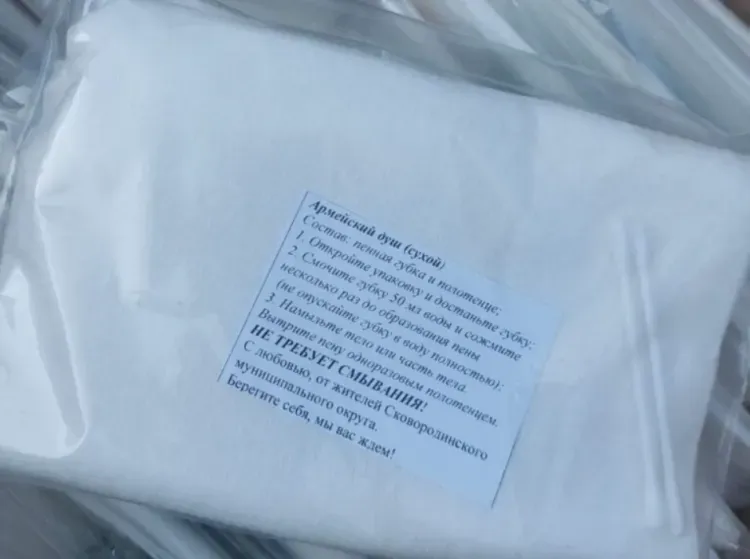 Армейский душ (сухой)
Состав: пенная губка и полотенце;
1. Откройте упаковку и достаньте губку;
2. Смочите губку 50 мл воды и сожмите
несколько раз до образования пены
(не опускайте губку в воду полностью);
3. Намыльте тело или часть тела.
Вытрите пену одноразовым полотенцем.
НЕ ТРЕБУЕТ СМЫВАНИЯ!
С любовью, от жителей Сковородинского
муниципального округа.
Берегите себя, мы вас ждем!